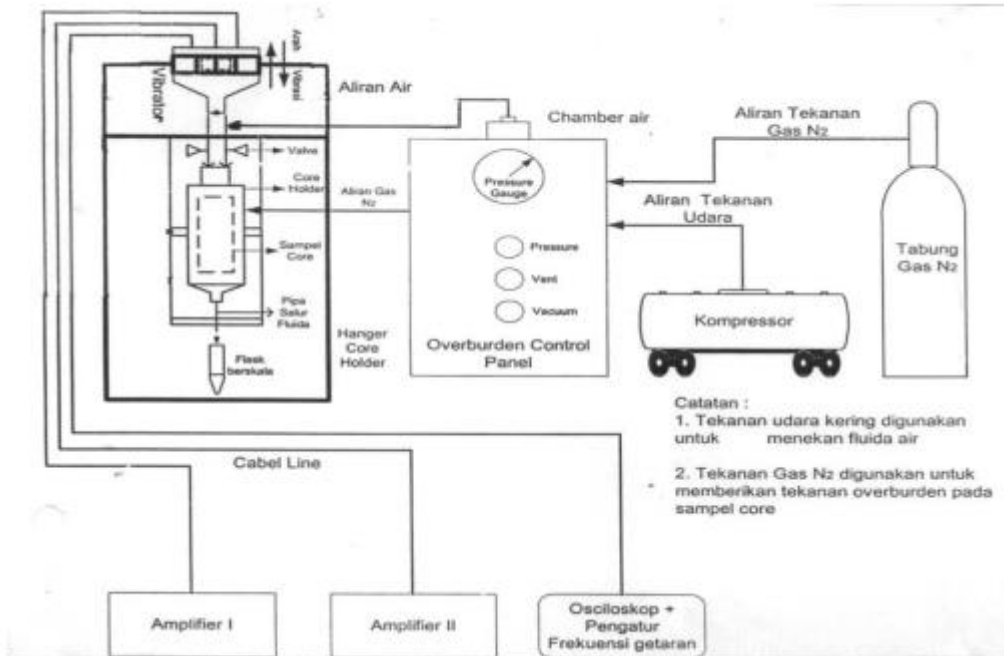 Arah Vibrasi
Vibrator
Aliran Air
Chamber air
Aliran Tekanan
Gas N2
Valve
Core
Holder
Aliran Gas
N2
Pressure
Gauge
Aliran Tekanan
Udara
Sampel
Core
Pressure
Vent
Vacuum
Tabung
Gas N2
Pipa
Salur
Fluida
Kompressor
Hanger
Core
Holder
Overburden Control
Panel
Flask
berskala
Catatan :
1. Tekanan udara kering digunakan
untuk menekan fluida air
2. Tekanan Gas N2 digunakan untuk
memberikan tekanan overburden pada
sampel core
Cabel Line
Amplifier I
Amplifier II
Osciloskop +
Pengatur
Frekuensi getaran